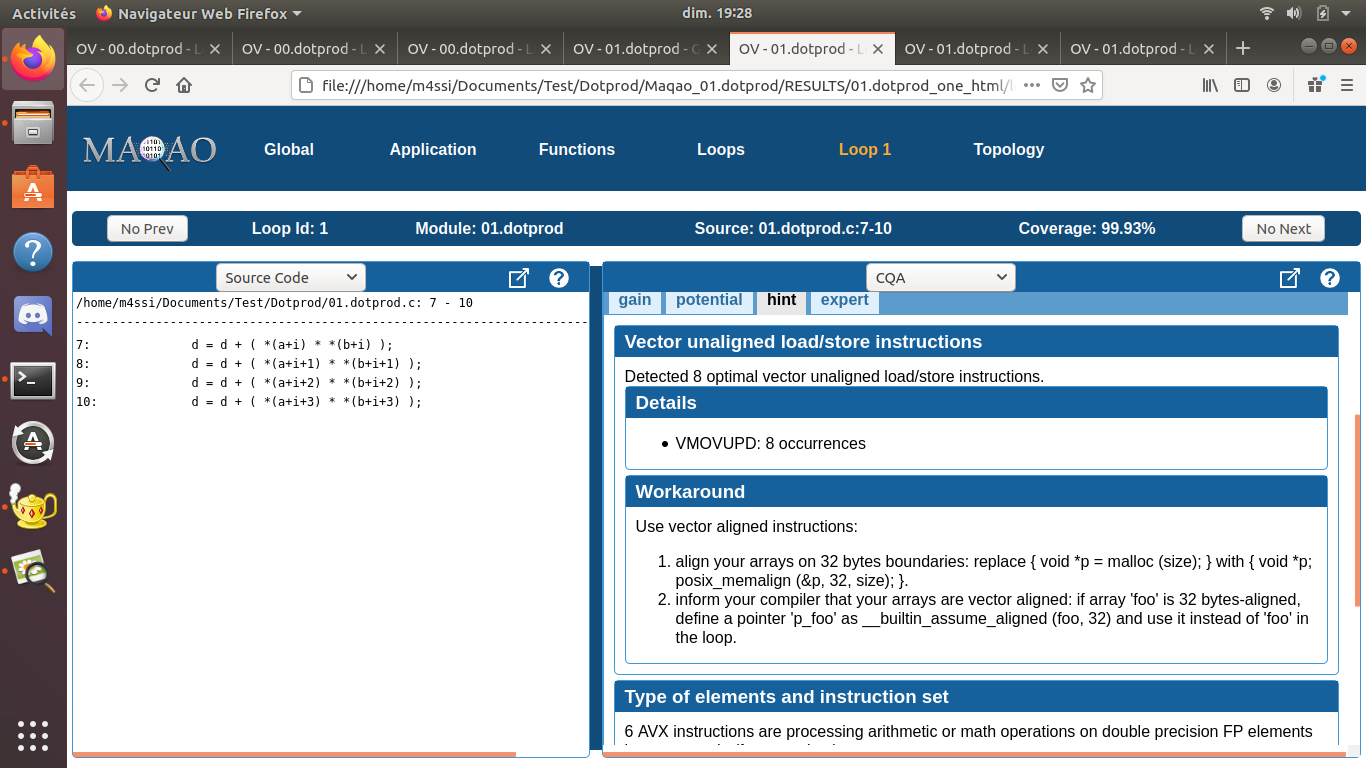 Activités Navigateur Web Firefox dim. 19:28
OV - 00.dotprod - L OV - 00.dotprod - L OV - 00.dotprod - L OV - 01.dotprod - G OV - 01.dotprod - L OV - 01.dotprod - L OV - 01.dotprod - L
file:///home/m4ssi/Documents/Test/Dotprod/Maqao_01.dotprod/RESULTS/01.dotprod_one_html/
MAQAO Global Application Functions Loops Loop 1 Topology
No Prev Loop Id: 1 Module: 01.dotprod Source: 01.dotprod.c:7-10 Coverage: 99.93% No Next
Source Code
/home/m4ssi/Documents/Test/Dotprod/01.dotprod.c: 7 - 10
--------------------------------------------------------------------------------
7: d = d + ( *(a+i) * *(b+i) );
8: d = d + ( *(a+i+1) * *(b+i+1) );
9: d = d + ( *(a+i+2) * *(b+i+2) );
10: d = d + ( *(a+i+3) * *(b+i+3) );
CQA
gain potential hint expert
Vector unaligned load/store instructions
Detected 8 optimal vector unaligned load/store instructions.
Details
• VMOVUPD: 8 occurrences
Workaround
Use vector aligned instructions:
1. align your arrays on 32 bytes boundaries: replace { void *p = malloc (size); } with { void *p;
posix_memalign (&p, 32, size); }.
2. inform your compiler that your arrays are vector aligned: if array 'foo' is 32 bytes-aligned,
define a pointer 'p_foo' as __builtin_assume_aligned (foo, 32) and use it instead of 'foo' in
the loop.
Type of elements and instruction set
6 AVX instructions are processing arithmetic or math operations on double precision FP elements